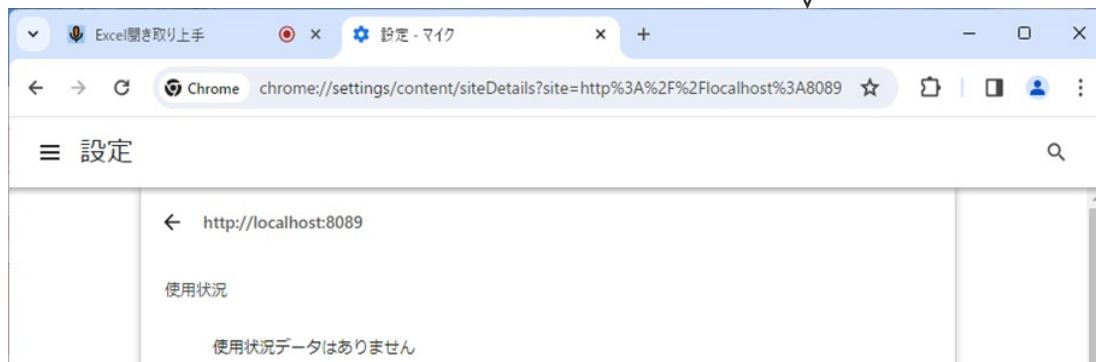 Excel聞き取り上手
設定 - マイク
Chrome
chrome://settings/content/siteDetails?site=http%3A%2F%2Flocalhost%3A8089
設定
http://localhost:8089
使用状況
使用状況データはありません